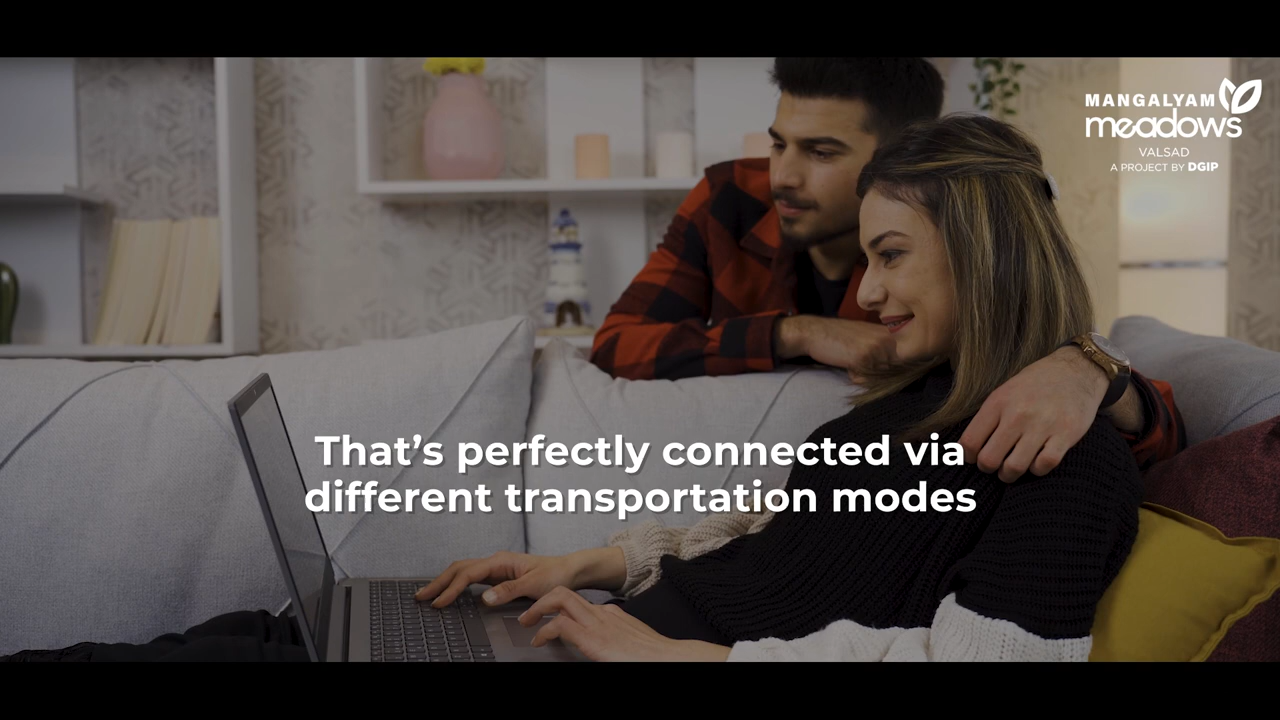 MANGALYAM
meadows
VALSAD
A PROJECT BY DGIP
That’s perfectly connected via
different transportation modes